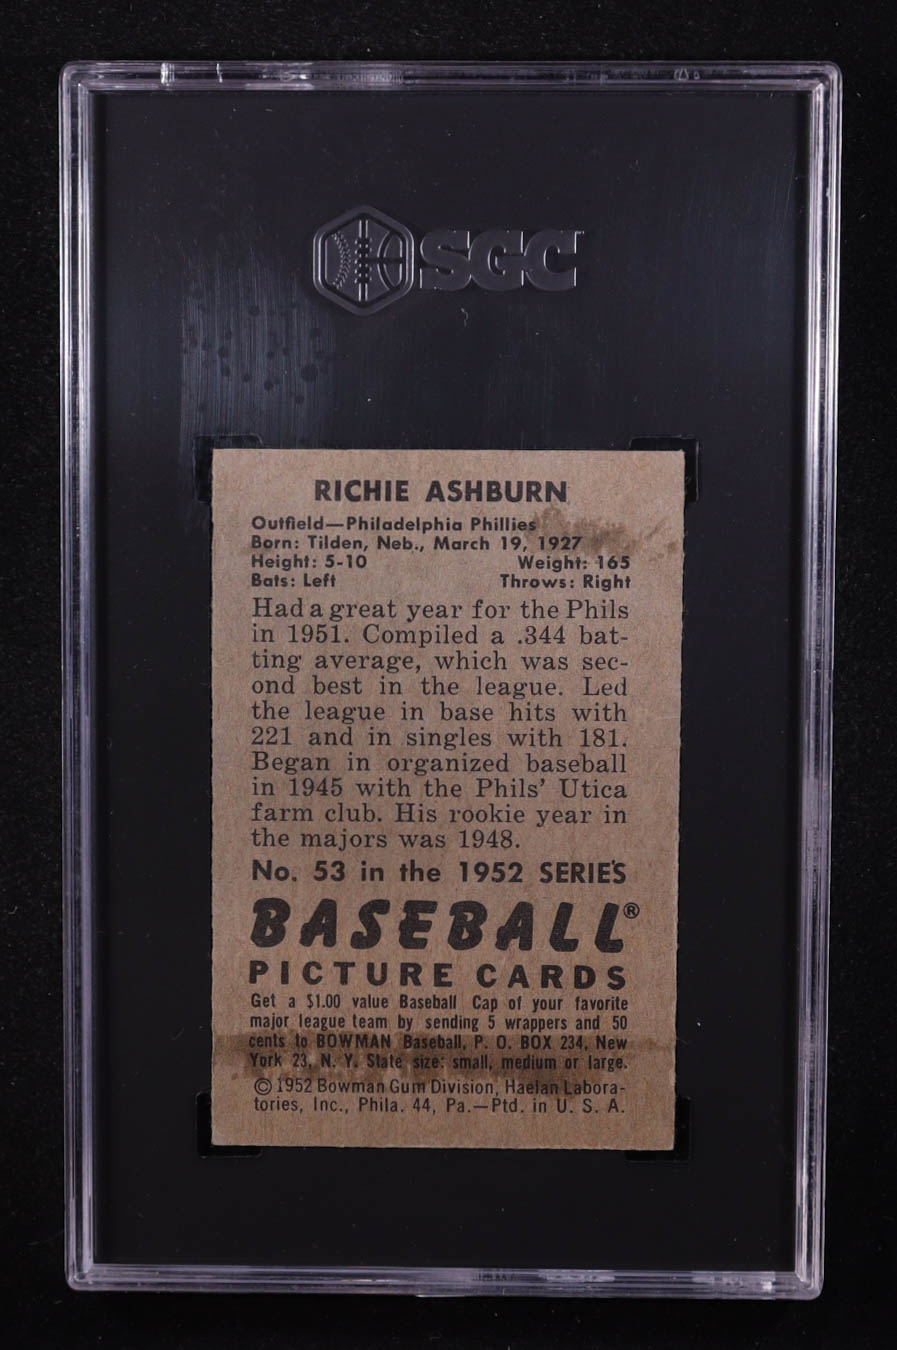 SGC
RICHIE ASHBURN
Outfield—Philadelphia Phillies
Born: Tilden, Neb., March 19, 1927
Height: 5-10 Weight: 165
Bats: Left Throws: Right
Had a great year for the Phils
in 1951. Compiled a .344 bat-
ting average, which was sec-
ond best in the league. Led
the league in base hits with
221 and in singles with 181.
Began in organized baseball
in 1945 with the Phils' Utica
farm club. His rookie year in
the majors was 1948.
No. 53 in the 1952 SERIES
BASEBALL®
PICTURE CARDS
Get a $1.00 value Baseball Cap of your favorite
major league team by sending 5 wrappers and 50
cents to BOWMAN Baseball, P. O. BOX 234, New
York 23, N. Y. State size: small, medium or large.
© 1952 Bowman Gum Division, Haelan Labora-
tories, Inc., Phila. 44, Pa.—Ptd. in U. S. A.